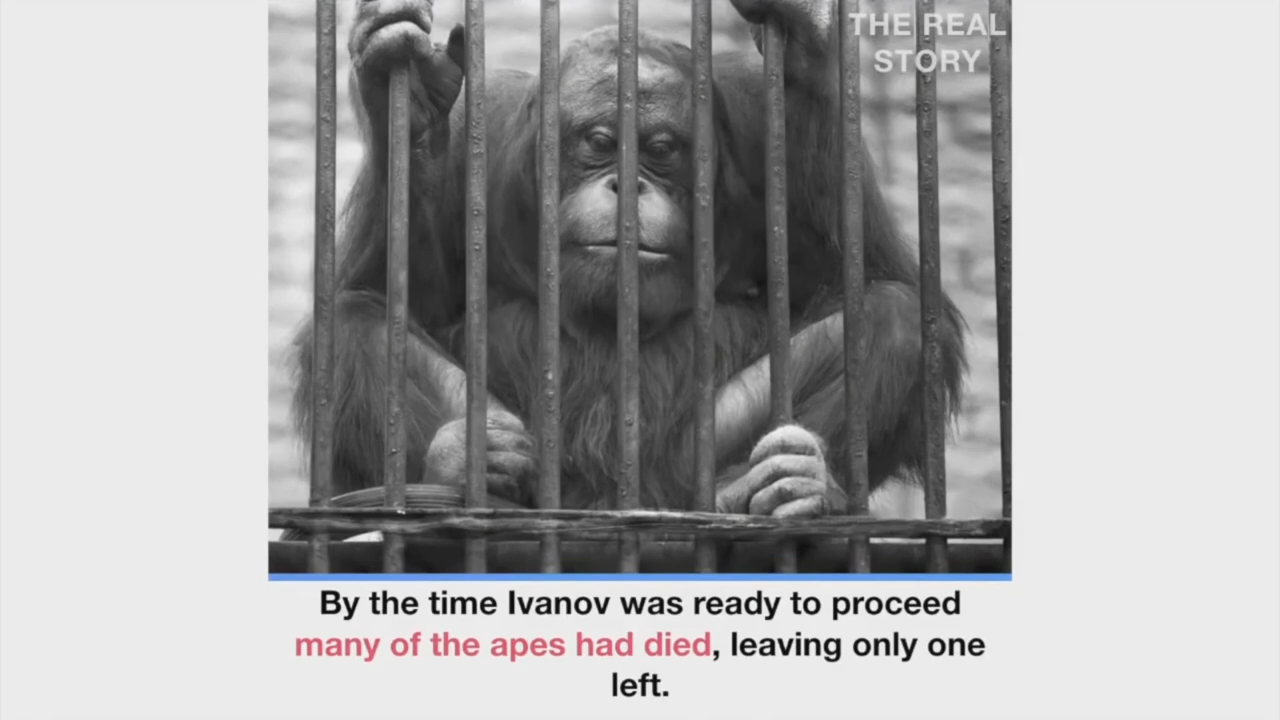 THE REAL
STORY
By the time Ivanov was ready to proceed
many of the apes had died, leaving only one
left.